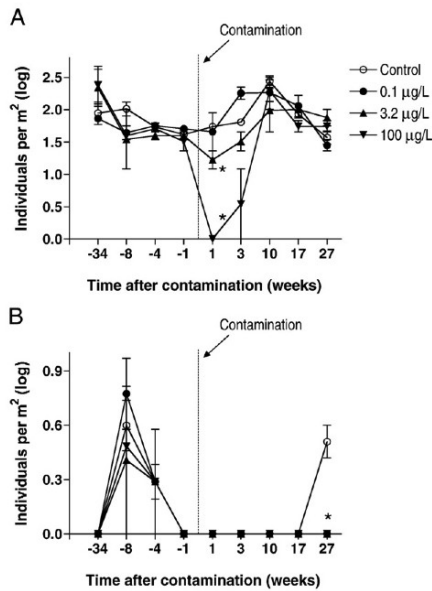 A
Contamination
Individuals per m² (log)
2.5
2.0
1.5
1.0
0.5
0.0
Control
0.1 µg/L
3.2 µg/L
100 µg/L
*
*
-34 -8 -4 -1 1 3 10 17 27
Time after contamination (weeks)
B
Contamination
Individuals per m² (log)
0.9
0.6
0.3
0.0
*
-34 -8 -4 -1 1 3 10 17 27
Time after contamination (weeks)